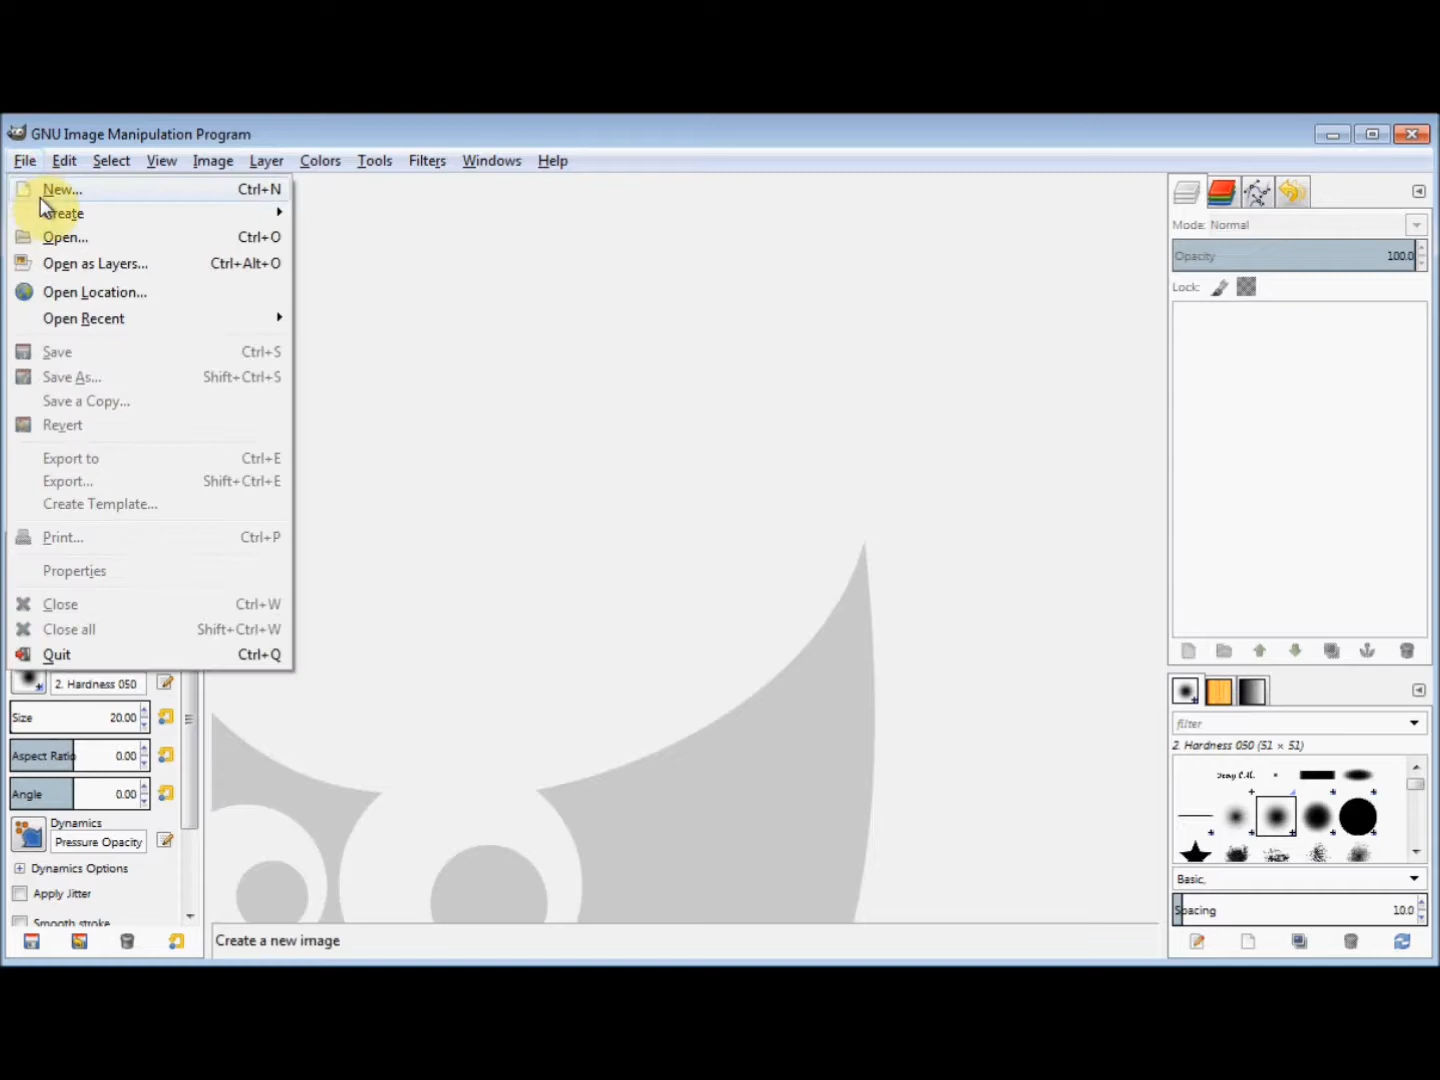 GNU Image Manipulation Program
File Edit Select View Image Layer Colors Tools Filters Windows Help
New... Ctrl+N
Create
Open... Ctrl+O
Open as Layers... Ctrl+Alt+O
Open Location...
Open Recent
Save Ctrl+S
Save As... Shift+Ctrl+S
Save a Copy...
Revert
Export to Ctrl+E
Export... Shift+Ctrl+E
Create Template...
Print... Ctrl+P
Properties
Close Ctrl+W
Close all Shift+Ctrl+W
Quit Ctrl+Q
2. Hardness 050
Size 20.00
Aspect Ratio 0.00
Angle 0.00
Dynamics
Pressure Opacity
Dynamics Options
Apply Jitter
Smooth stroke
Create a new image
Mode: Normal
Opacity 100.0
Lock:
filter
2. Hardness 050 (51 × 51)
Basic,
Spacing 10.0